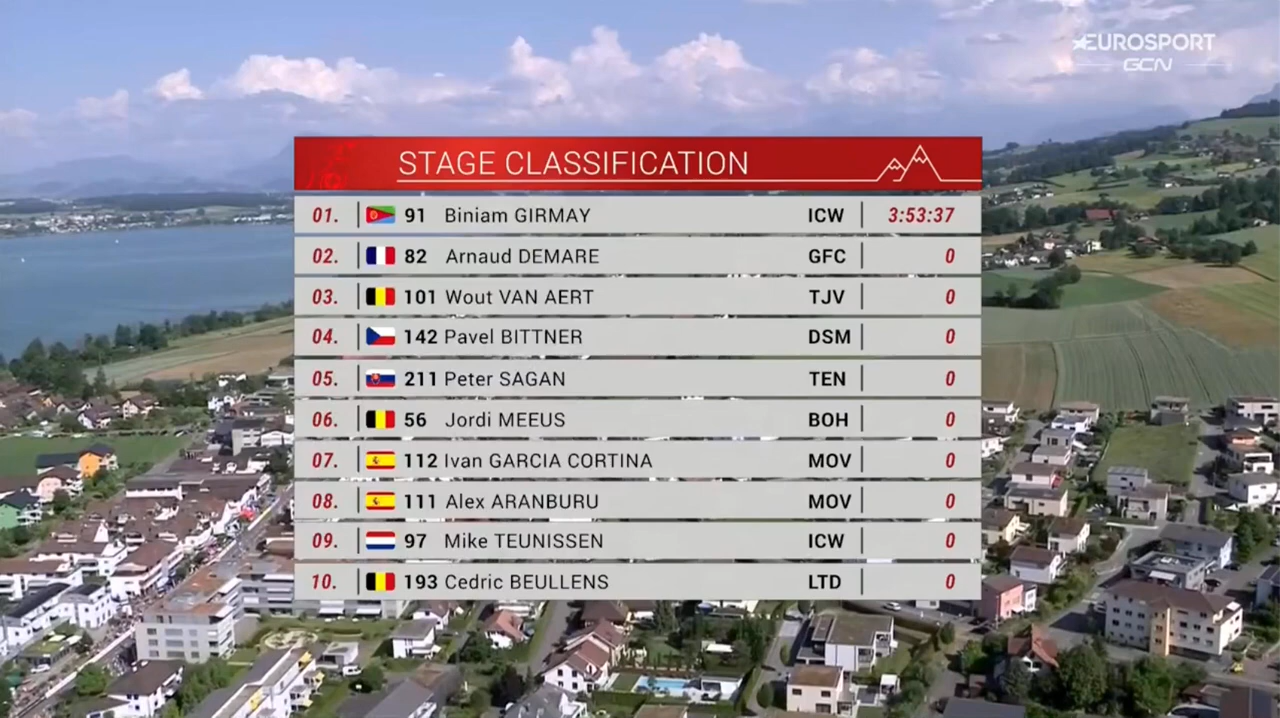 EUROSPORT
GCN
STAGE CLASSIFICATION
01. 91 Biniam GIRMAY ICW 3:53:37
02. 82 Arnaud DEMARE GFC 0
03. 101 Wout VAN AERT TJV 0
04. 142 Pavel BITTNER DSM 0
05. 211 Peter SAGAN TEN 0
06. 56 Jordi MEEUS BOH 0
07. 112 Ivan GARCIA CORTINA MOV 0
08. 111 Alex ARANBURU MOV 0
09. 97 Mike TEUNISSEN ICW 0
10. 193 Cedric BEULLENS LTD 0